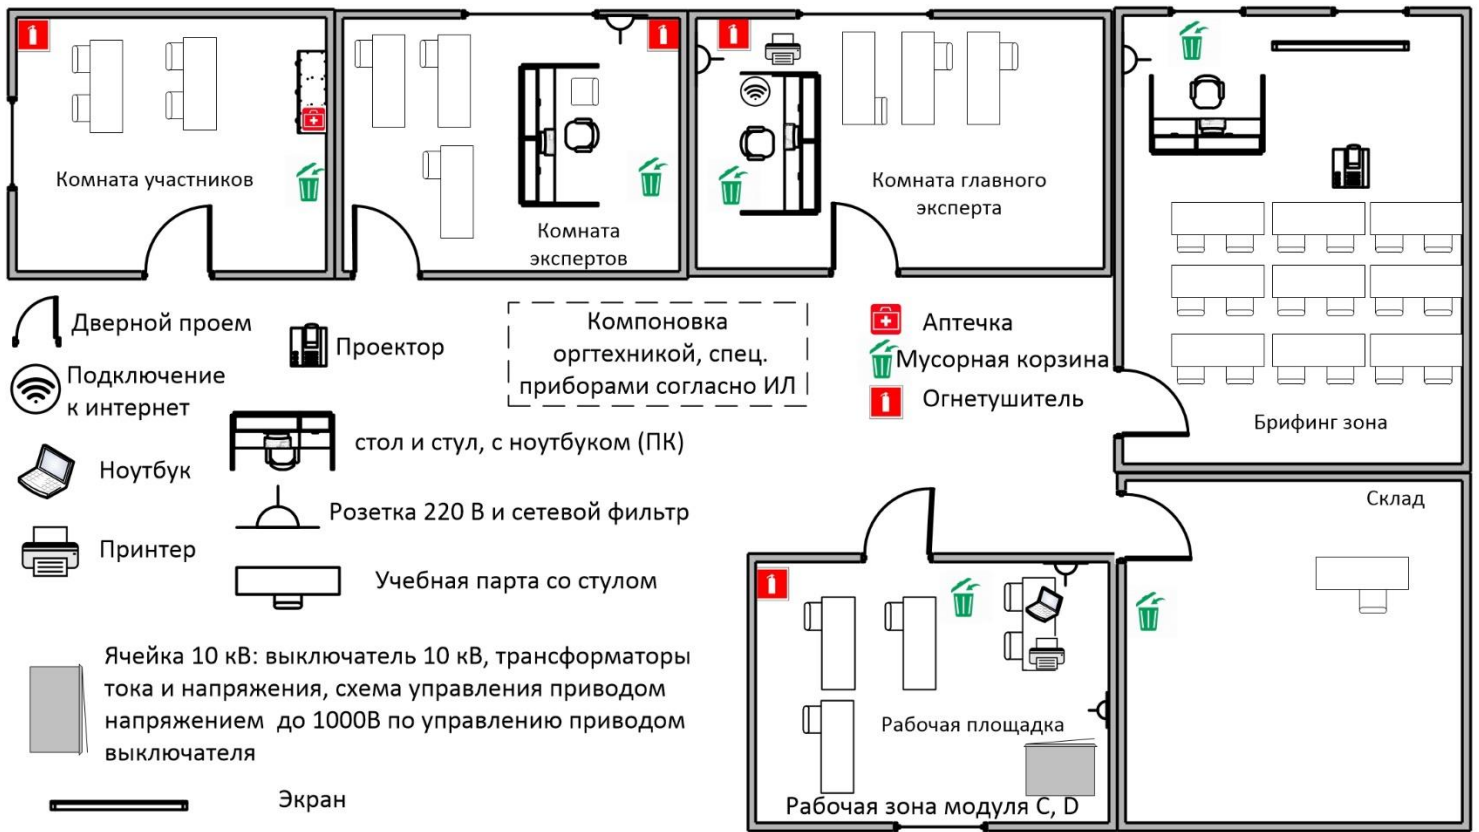 Комната участников
Комната
экспертов
Комната главного
эксперта
Брифинг зона
Дверной проем
Проектор
Подключение
к интернет
Компоновка
оргтехникой, спец.
приборами согласно ИЛ
Аптечка
Мусорная корзина
Огнетушитель
стол и стул, с ноутбуком (ПК)
Ноутбук
Розетка 220 В и сетевой фильтр
Принтер
Учебная парта со стулом
Ячейка 10 кВ: выключатель 10 кВ, трансформаторы
тока и напряжения, схема управления приводом
напряжением до 1000В по управлению приводом
выключателя
Экран
Склад
Рабочая площадка
Рабочая зона модуля C, D